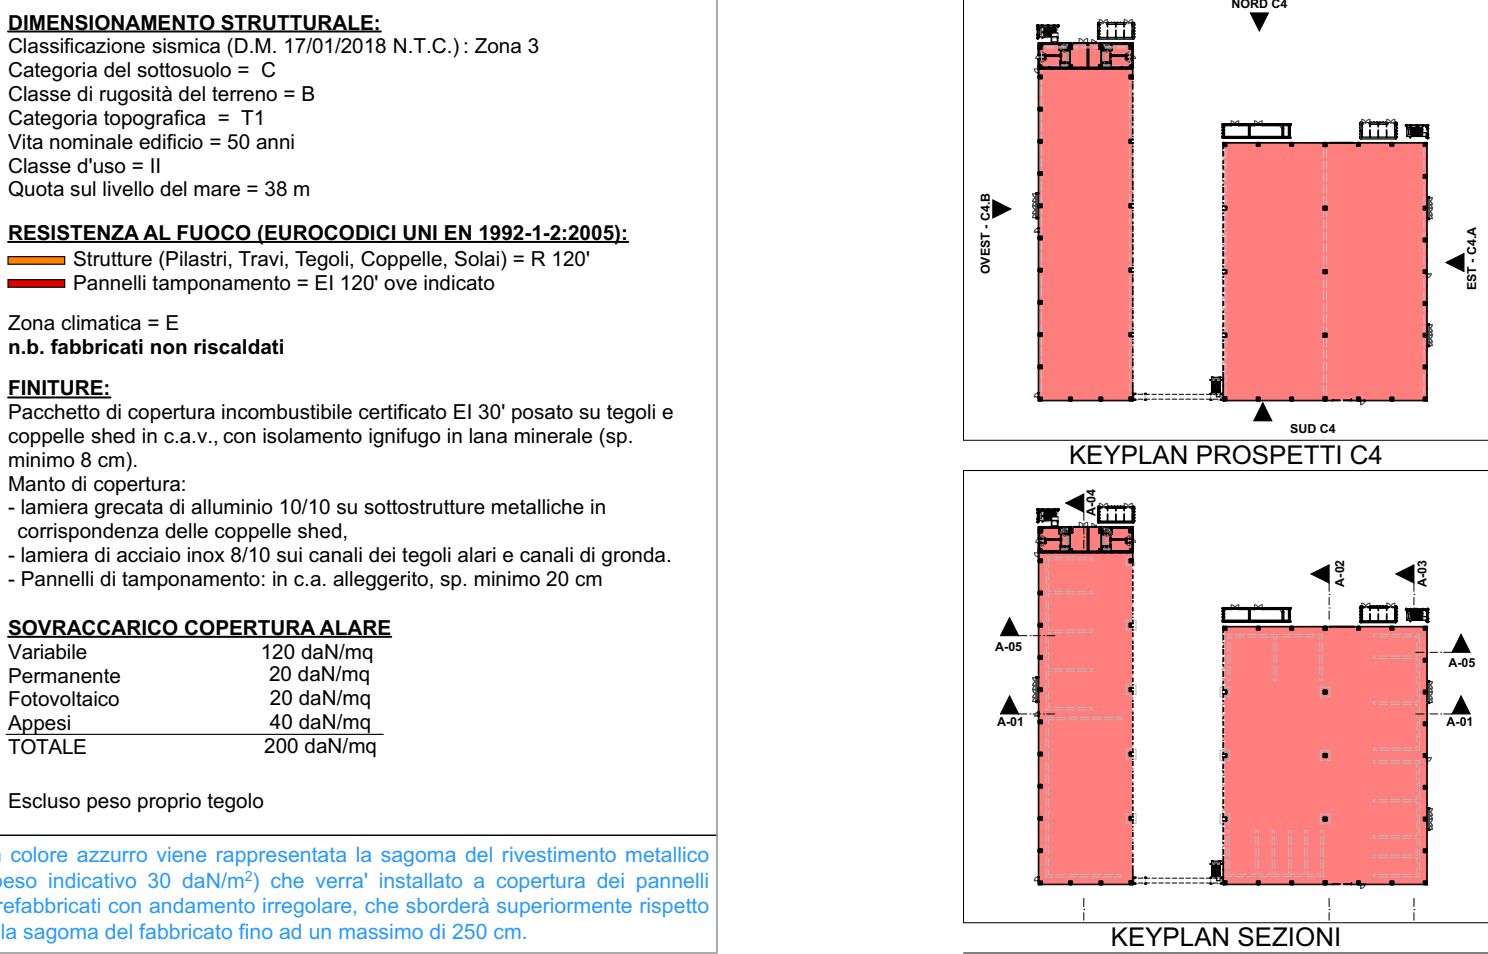 DIMENSIONAMENTO STRUTTURALE:
Classificazione sismica (D.M. 17/01/2018 N.T.C.) : Zona 3
Categoria del sottosuolo = C
Classe di rugosità del terreno = B
Categoria topografica = T1
Vita nominale edificio = 50 anni
Classe d'uso = II
Quota sul livello del mare = 38 m
RESISTENZA AL FUOCO (EUROCODICI UNI EN 1992-1-2:2005):
Strutture (Pilastri, Travi, Tegoli, Coppelle, Solai) = R 120'
Pannelli tamponamento = EI 120' ove indicato
Zona climatica = E
n.b. fabbricati non riscaldati
FINITURE:
Pacchetto di copertura incombustibile certificato EI 30' posato su tegoli e
coppelle shed in c.a.v., con isolamento ignifugo in lana minerale (sp.
minimo 8 cm).
Manto di copertura:
- lamiera grecata di alluminio 10/10 su sottostrutture metalliche in
corrispondenza delle coppelle shed,
- lamiera di acciaio inox 8/10 sui canali dei tegoli alari e canali di gronda.
- Pannelli di tamponamento: in c.a. alleggerito, sp. minimo 20 cm
SOVRACCARICO COPERTURA ALARE
Variabile 120 daN/mq
Permanente 20 daN/mq
Fotovoltaico 20 daN/mq
Appesi 40 daN/mq
TOTALE 200 daN/mq
Escluso peso proprio tegolo
colore azzurro viene rappresentata la sagoma del rivestimento metallico
peso indicativo 30 daN/m²) che verra' installato a copertura dei pannelli
refabbricati con andamento irregolare, che sborderà superiormente rispetto
la sagoma del fabbricato fino ad un massimo di 250 cm.
NORD C4
OVEST - C4.B
EST - C4.A
SUD C4
KEYPLAN PROSPETTI C4
A-04
A-02
A-03
A-05
A-05
A-01
A-01
KEYPLAN SEZIONI